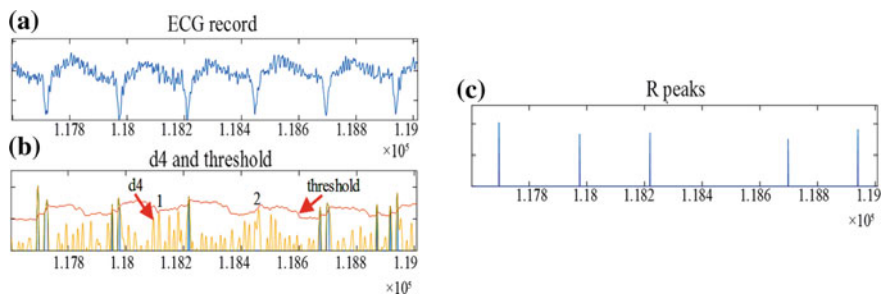 (a)
ECG record
1.178 1.18 1.182 1.184 1.186 1.188 1.19
×10⁵
(b)
d4 and threshold
d4
1
2
threshold
1.178 1.18 1.182 1.184 1.186 1.188 1.19
×10⁵
(c)
R peaks
1.178 1.18 1.182 1.184 1.186 1.188 1.19
×10⁵